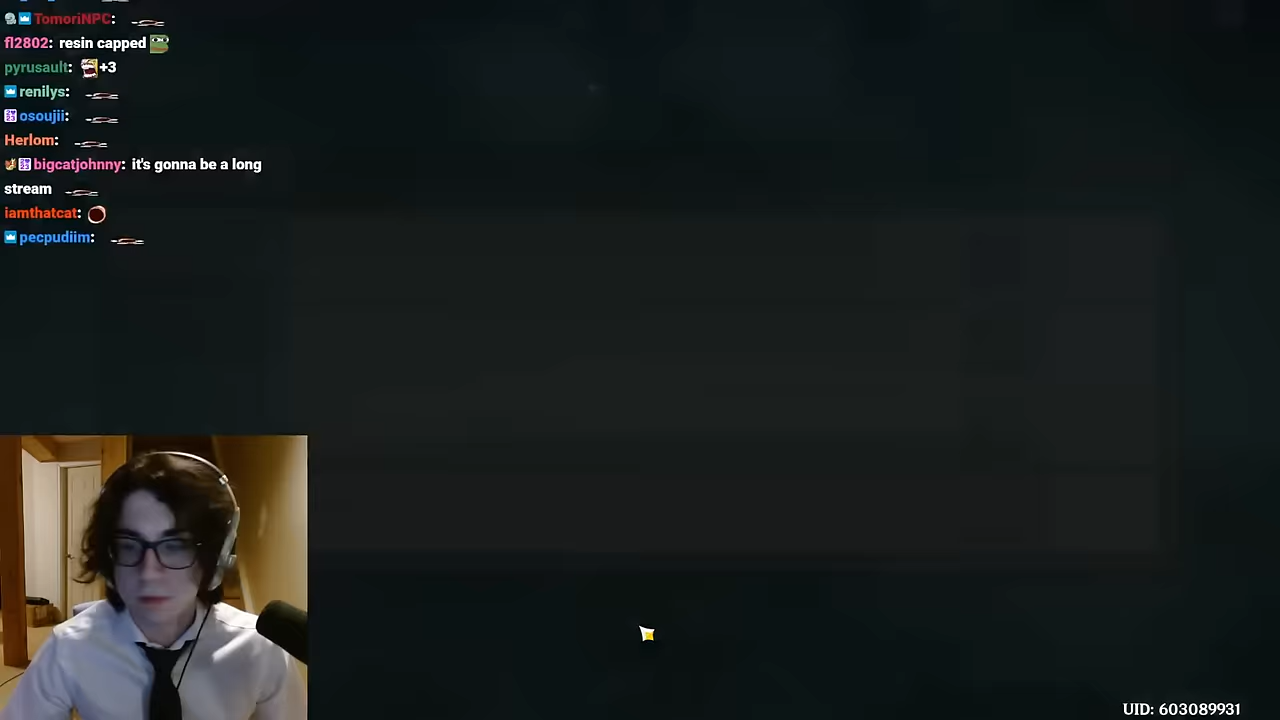 TomoriNPC:
fl2802: resin capped
pyrusault: +3
renilys:
osoujii:
Herlom:
bigcatjohnny: it's gonna be a long
stream
iamthatcat:
pecpudiim:
UID: 603089931